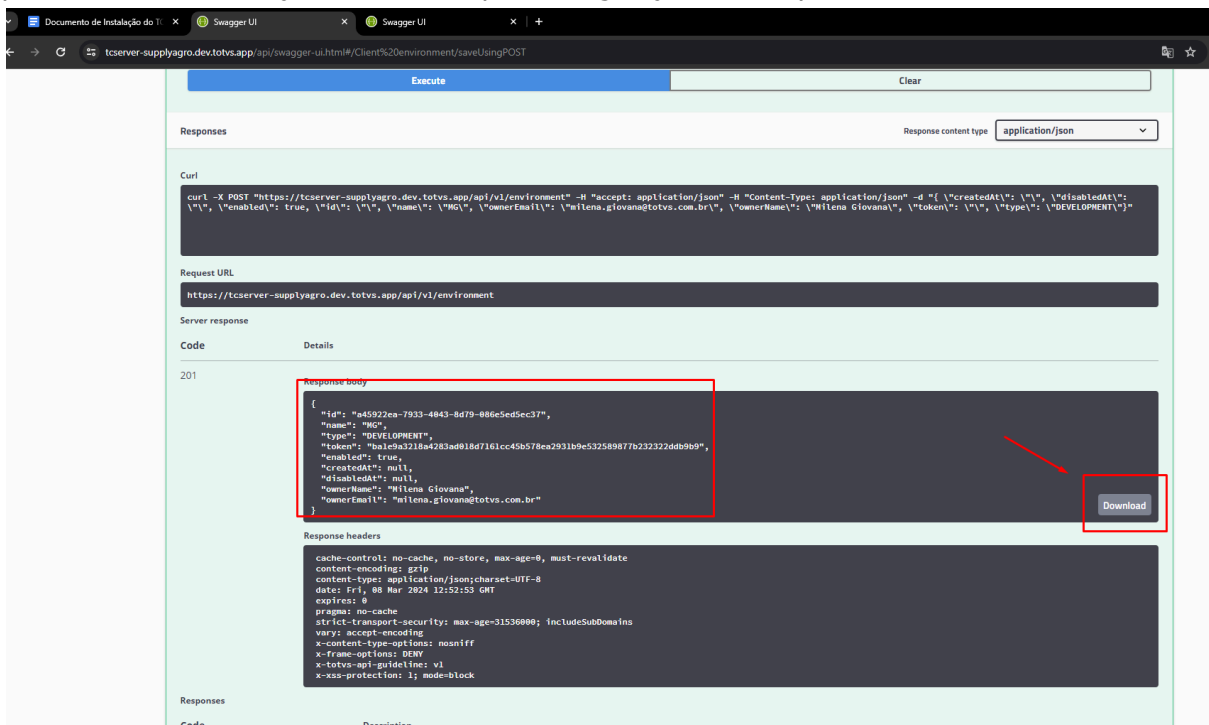 Documento de Instalação do TC
Swagger UI
Swagger UI
tcserver-supplyagro.dev.totvs.app/api/swagger-ui.html#/Client%20environment/saveUsingPOST
Execute
Clear
Responses
Response content type
application/json
Curl
curl -X POST "https://tcserver-supplyagro.dev.totvs.app/api/v1/environment" -H "accept: application/json" -H "Content-Type: application/json" -d "{ \"createdAt\": \"\", \"disabledAt\":
\"\", \"enabled\": true, \"id\": \"\", \"name\": \"MG\", \"ownerEmail\": \"milena.giovana@totvs.com.br\", \"ownerName\": \"Milena Giovana\", \"token\": \"\", \"type\": \"DEVELOPMENT\"}"
Request URL
https://tcserver-supplyagro.dev.totvs.app/api/v1/environment
Server response
Code
Details
201
Response body
{
"id": "a45922ea-7933-4043-8d79-086e5ed5ec37",
"name": "MG",
"type": "DEVELOPMENT",
"token": "ba1e9a3218a4283ad018d7161cc45b578ea2931b9e532589877b232322ddb9b9",
"enabled": true,
"createdAt": null,
"disabledAt": null,
"ownerName": "Milena Giovana",
"ownerEmail": "milena.giovana@totvs.com.br"
}
Download
Response headers
cache-control: no-cache, no-store, max-age=0, must-revalidate
content-encoding: gzip
content-type: application/json;charset=UTF-8
date: Fri, 08 Mar 2024 12:52:53 GMT
expires: 0
pragma: no-cache
strict-transport-security: max-age=31536000; includeSubDomains
vary: accept-encoding
x-content-type-options: nosniff
x-frame-options: DENY
x-totvs-api-guideline: v1
x-xss-protection: 1; mode=block
Responses
Code
Description